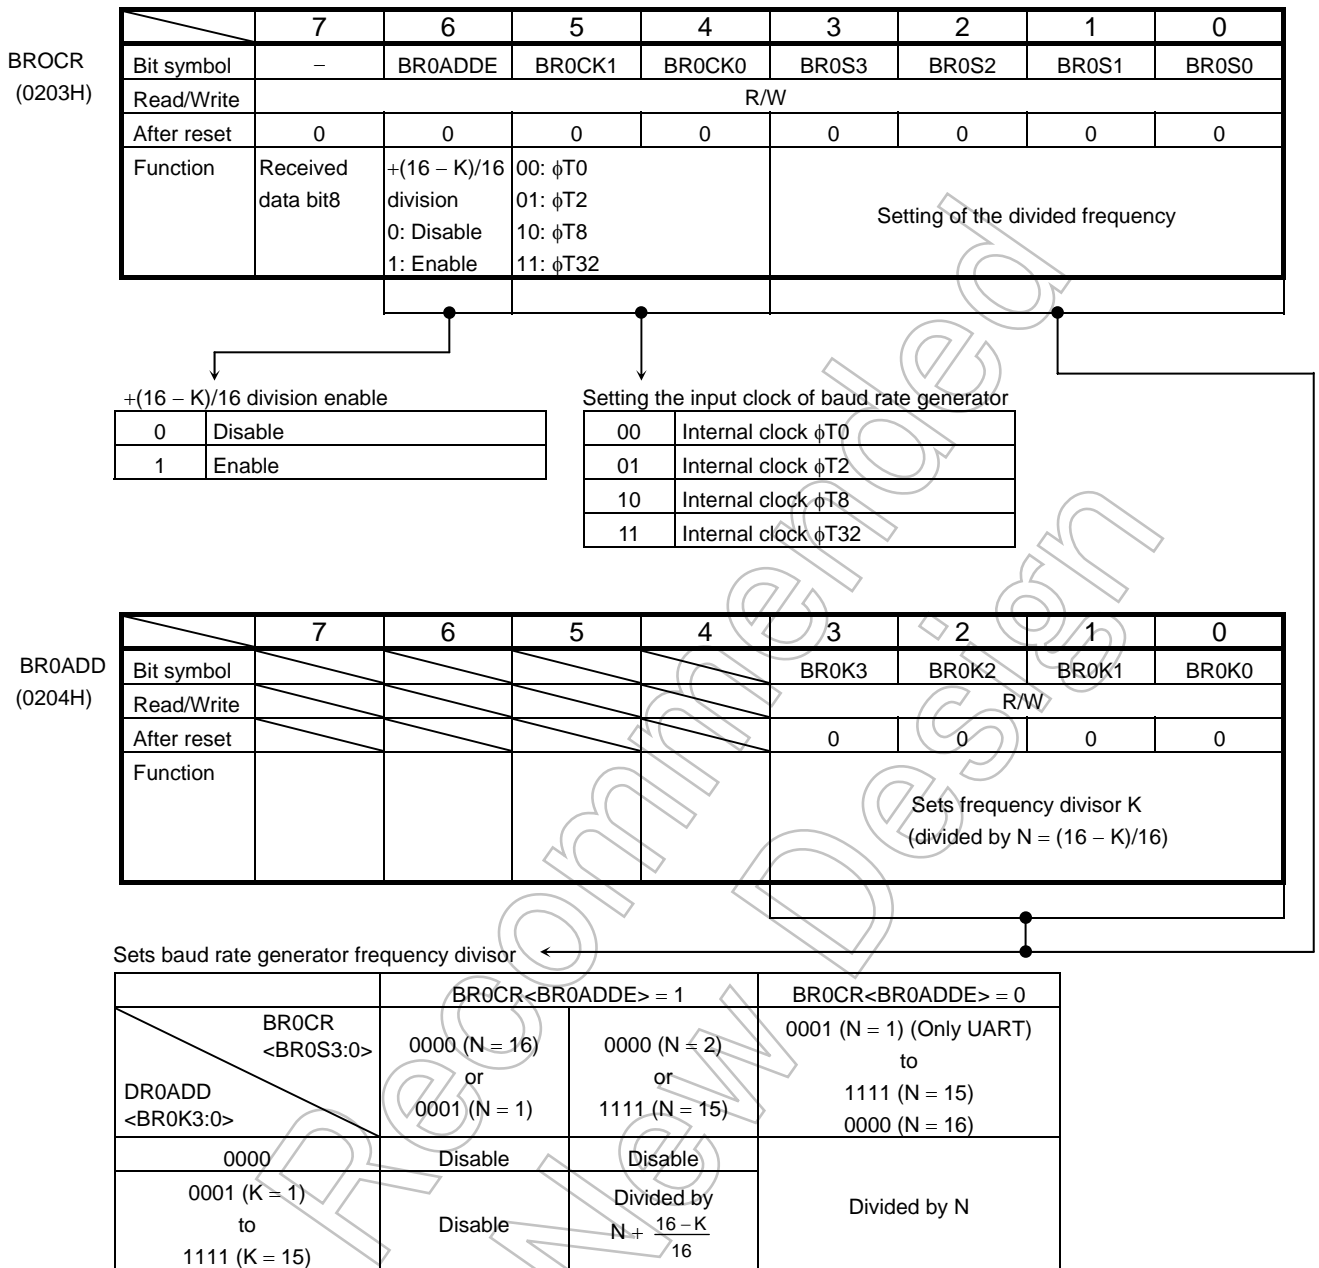 7 6 5 4 3 2 1 0
BROCR
(0203H)
Bit symbol − BR0ADDE BR0CK1 BR0CK0 BR0S3 BR0S2 BR0S1 BR0S0
Read/Write R/W
After reset 0 0 0 0 0 0 0 0
Function Received data bit8 +(16 − K)/16 division 0: Disable 1: Enable 00: ϕT0 01: ϕT2 10: ϕT8 11: ϕT32 Setting of the divided frequency
+(16 − K)/16 division enable
0 Disable
1 Enable
Setting the input clock of baud rate generator
00 Internal clock ϕT0
01 Internal clock ϕT2
10 Internal clock ϕT8
11 Internal clock ϕT32
7 6 5 4 3 2 1 0
BR0ADD
(0204H)
Bit symbol BR0K3 BR0K2 BR0K1 BR0K0
Read/Write R/W
After reset 0 0 0 0
Function Sets frequency divisor K
(divided by N = (16 − K)/16)
Sets baud rate generator frequency divisor
BR0CR<BR0ADDE> = 1 BR0CR<BR0ADDE> = 0
BR0CR
<BR0S3:0>
DR0ADD
<BR0K3:0>
0000 (N = 16)
or
0001 (N = 1)
0000 (N = 2)
or
1111 (N = 15)
0001 (N = 1) (Only UART)
to
1111 (N = 15)
0000 (N = 16)
0000 Disable Disable
0001 (K = 1)
to
1111 (K = 15)
Disable
Divided by
N + 16 − K
16
Divided by N
Recommended
New Design